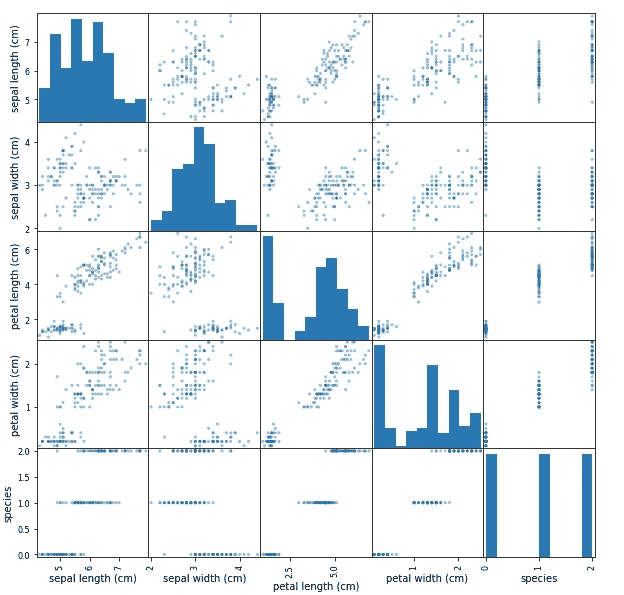 sepal length (cm)
7
6
5
sepal width (cm)
4
3
2
petal length (cm)
6
4
2
petal width (cm)
2
1
species
2.0
1.5
1.0
0.5
0.0
5 6 7 2 3 4 2.5 5.0 1 2 0 1 2
sepal length (cm) sepal width (cm) petal length (cm) petal width (cm) species